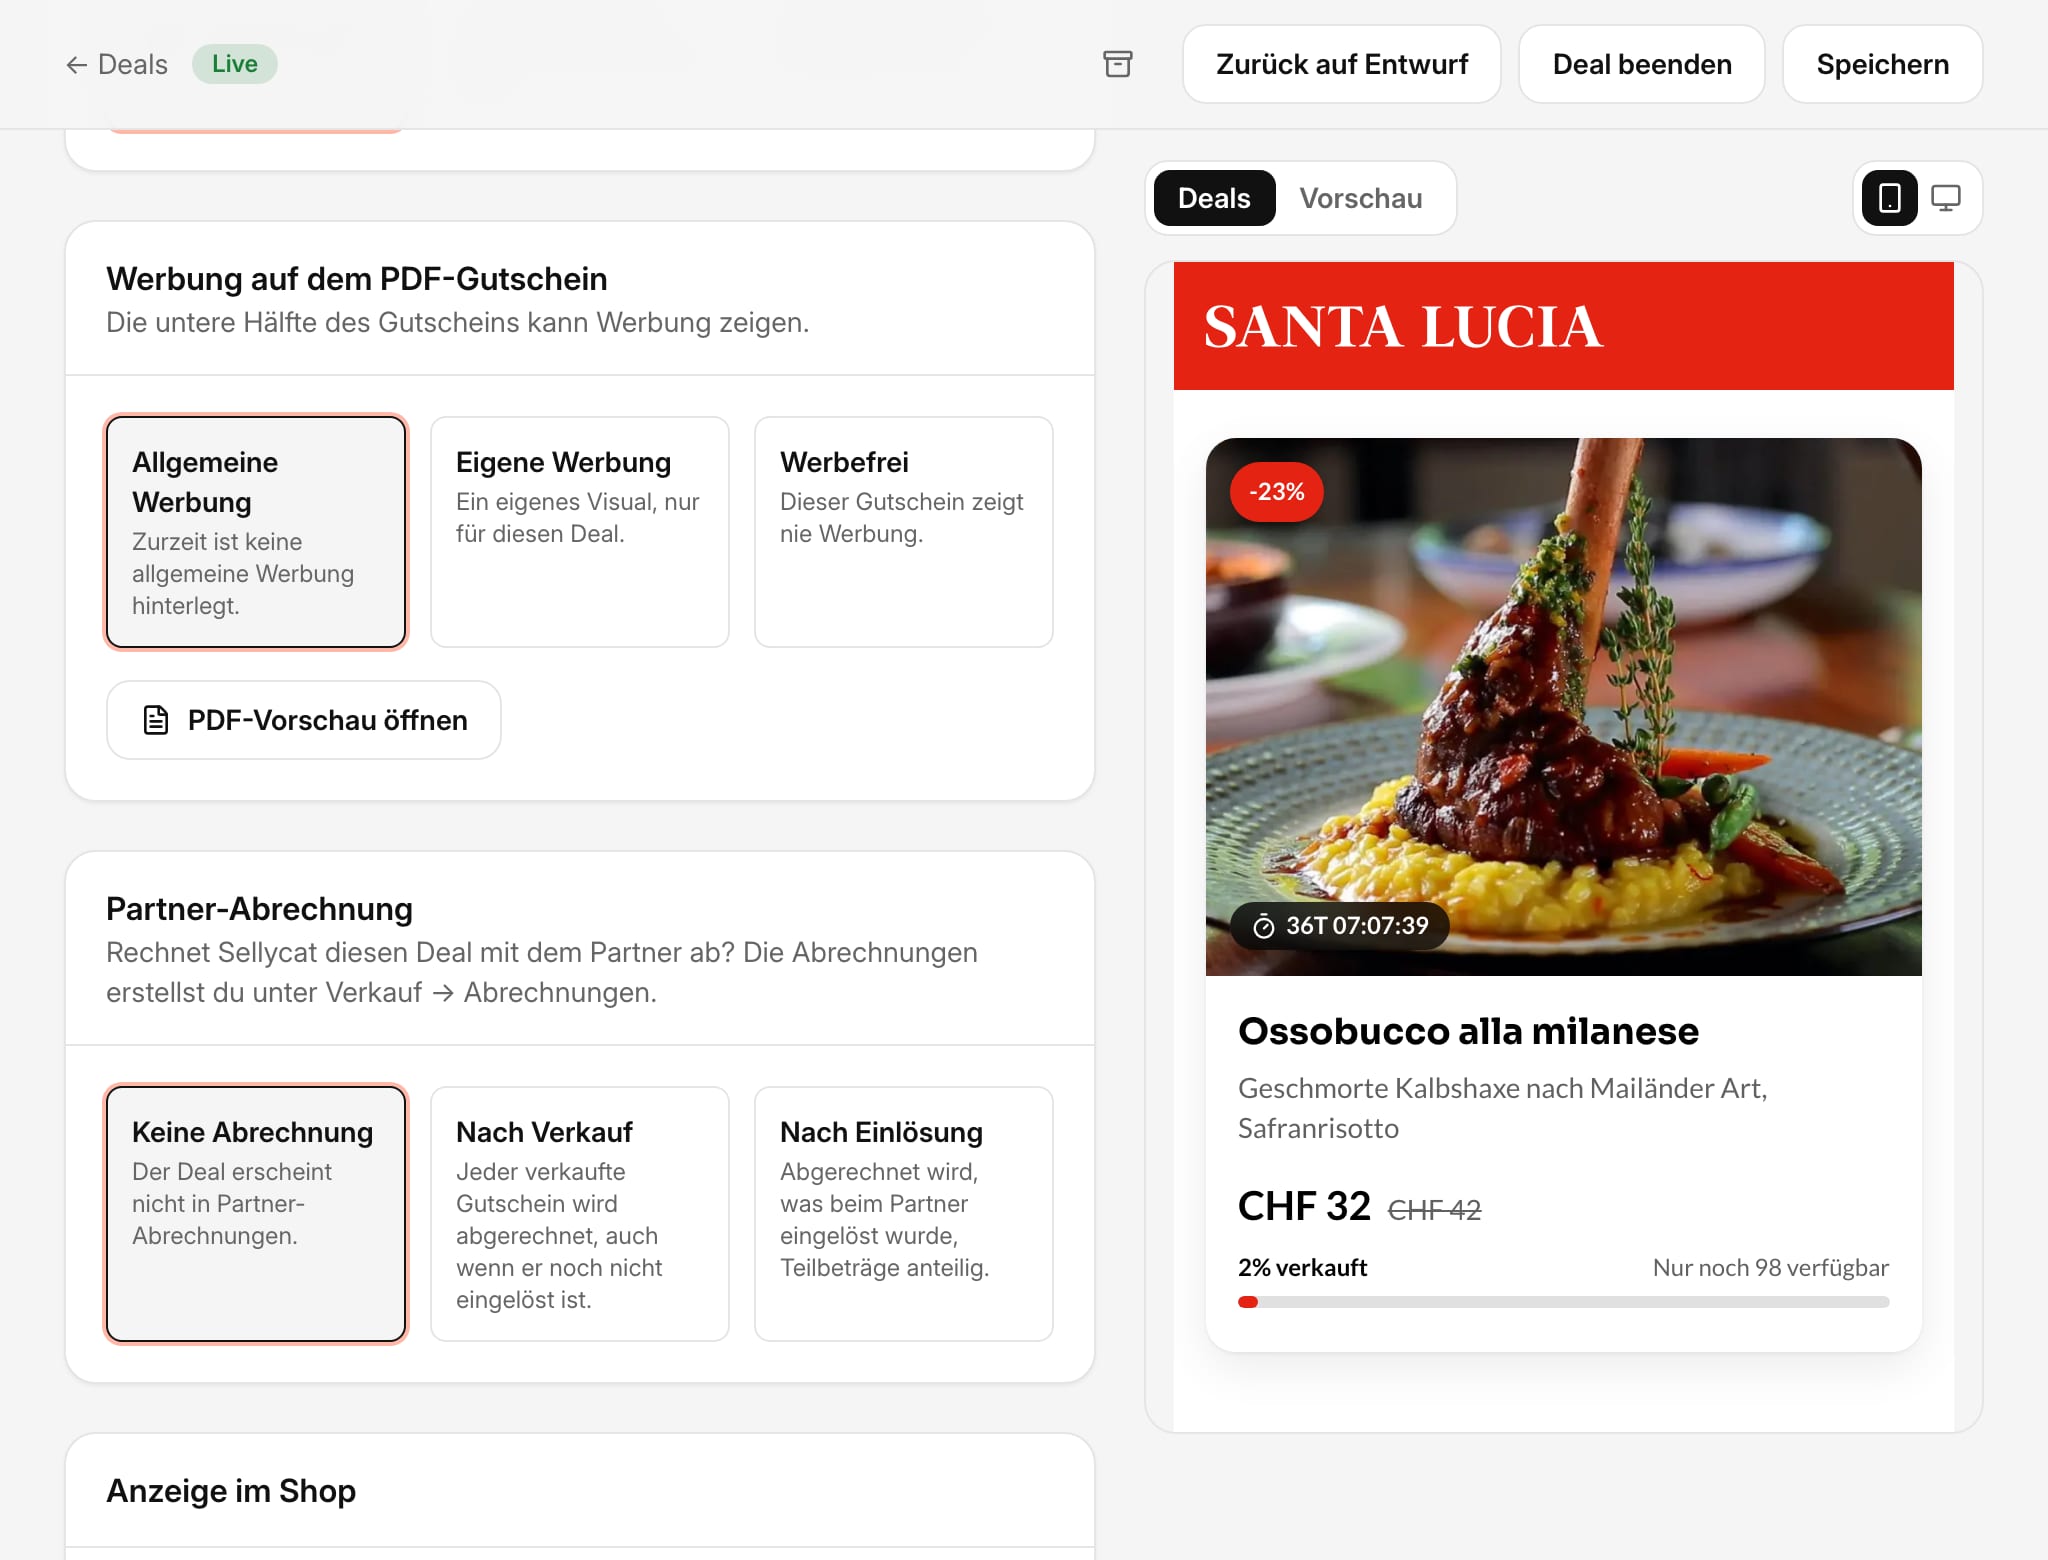 ← Deals
Live
Zurück auf Entwurf
Deal beenden
Speichern
Werbung auf dem PDF-Gutschein
Die untere Hälfte des Gutscheins kann Werbung zeigen.
Allgemeine
Werbung
Zurzeit ist keine
allgemeine Werbung
hinterlegt.
Eigene Werbung
Ein eigenes Visual, nur
für diesen Deal.
Werbefrei
Dieser Gutschein zeigt
nie Werbung.
PDF-Vorschau öffnen
Partner-Abrechnung
Rechnet Sellycat diesen Deal mit dem Partner ab? Die Abrechnungen
erstellst du unter Verkauf → Abrechnungen.
Keine Abrechnung
Der Deal erscheint
nicht in Partner-
Abrechnungen.
Nach Verkauf
Jeder verkaufte
Gutschein wird
abgerechnet, auch
wenn er noch nicht
eingelöst ist.
Nach Einlösung
Abgerechnet wird,
was beim Partner
eingelöst wurde,
Teilbeträge anteilig.
Anzeige im Shop
Deals
Vorschau
SANTA LUCIA
-23%
36T 07:07:39
Ossobucco alla milanese
Geschmorte Kalbshaxe nach Mailänder Art,
Safranrisotto
CHF 32 CHF 42
2% verkauft
Nur noch 98 verfügbar